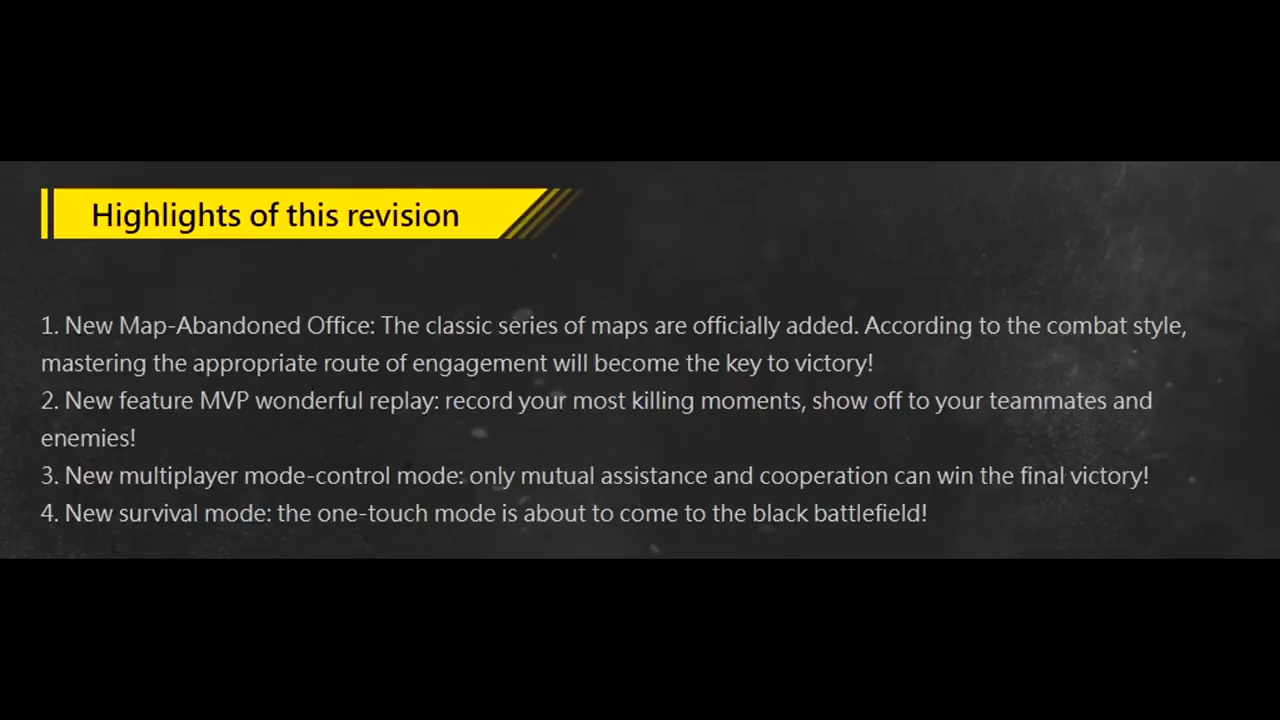 Highlights of this revision
1. New Map-Abandoned Office: The classic series of maps are officially added. According to the combat style,
mastering the appropriate route of engagement will become the key to victory!
2. New feature MVP wonderful replay: record your most killing moments, show off to your teammates and
enemies!
3. New multiplayer mode-control mode: only mutual assistance and cooperation can win the final victory!
4. New survival mode: the one-touch mode is about to come to the black battlefield!